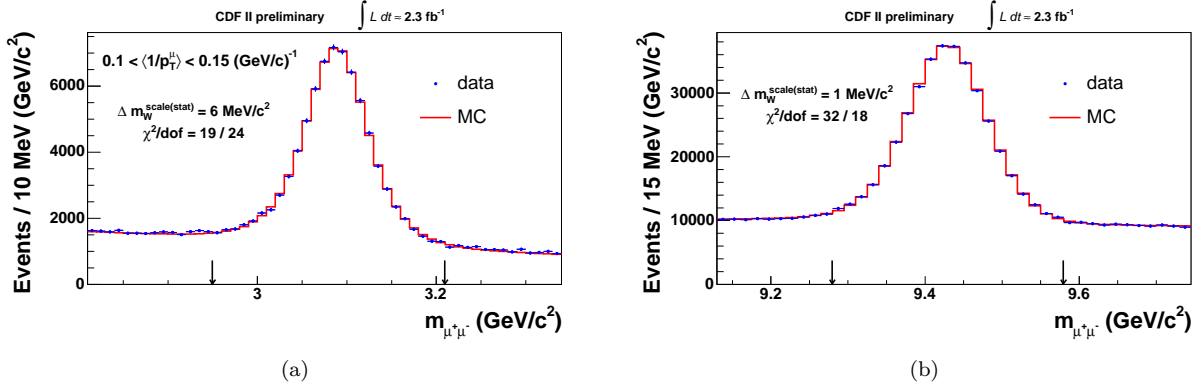 CDF II preliminary
∫ L dt ≈ 2.3 fb⁻¹
0.1 < ⟨1/p_T^μ⟩ < 0.15 (GeV/c)⁻¹
Δ m_W^scale(stat) = 6 MeV/c²
χ²/dof = 19 / 24
data
MC
Events / 10 MeV (GeV/c²)
6000
4000
2000
0
3
3.2
m_μ⁺μ⁻ (GeV/c²)
(a)
CDF II preliminary
∫ L dt ≈ 2.3 fb⁻¹
Δ m_W^scale(stat) = 1 MeV/c²
χ²/dof = 32 / 18
data
MC
Events / 15 MeV (GeV/c²)
30000
20000
10000
0
9.2
9.4
9.6
m_μ⁺μ⁻ (GeV/c²)
(b)